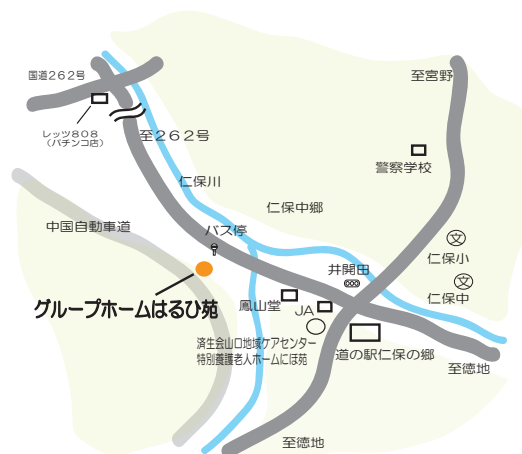 国道262号
至宮野
レッツ808
(パチンコ店)
至262号
警察学校
仁保川
仁保中郷
中国自動車道
バス停
文
仁保小
井開田
文
仁保中
グループホームはるひ苑
鳳山堂
JA
済生会山口地域ケアセンター
特別養護老人ホームにほ苑
道の駅仁保の郷
至徳地
至徳地